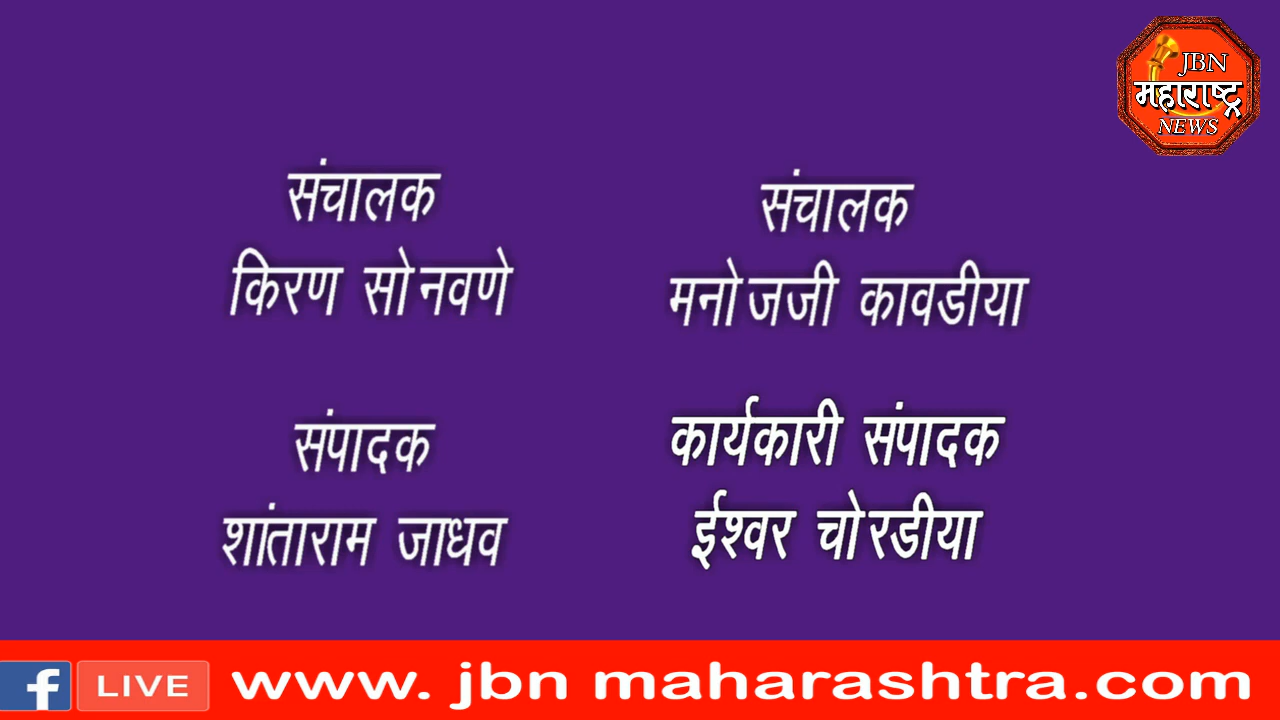 JBN
महाराष्ट्र
NEWS
संचालक
किरण सोनवणे
संचालक
मनोजजी कावडीया
संपादक
शांताराम जाधव
कार्यकारी संपादक
ईश्वर चोरडीया
f LIVE www. jbn maharashtra.com